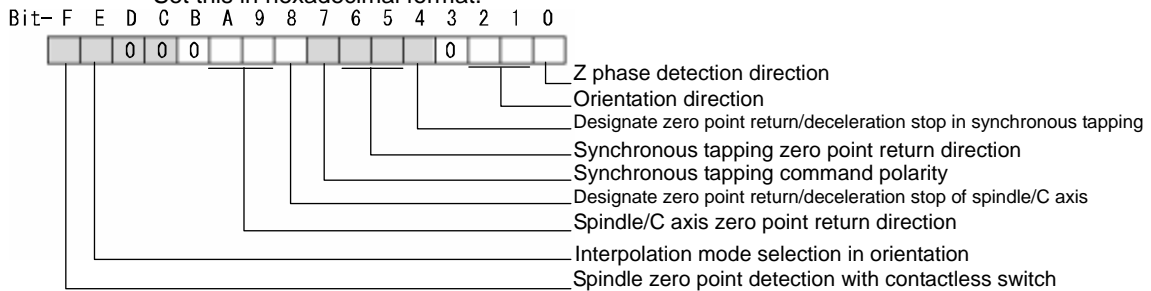 Set this in hexadecimal format.
Bit- F E D C B A 9 8 7 6 5 4 3 2 1 0
0 0 0 0
Z phase detection direction
Orientation direction
Designate zero point return/deceleration stop in synchronous tapping
Synchronous tapping zero point return direction
Synchronous tapping command polarity
Designate zero point return/deceleration stop of spindle/C axis
Spindle/C axis zero point return direction
Interpolation mode selection in orientation
Spindle zero point detection with contactless switch